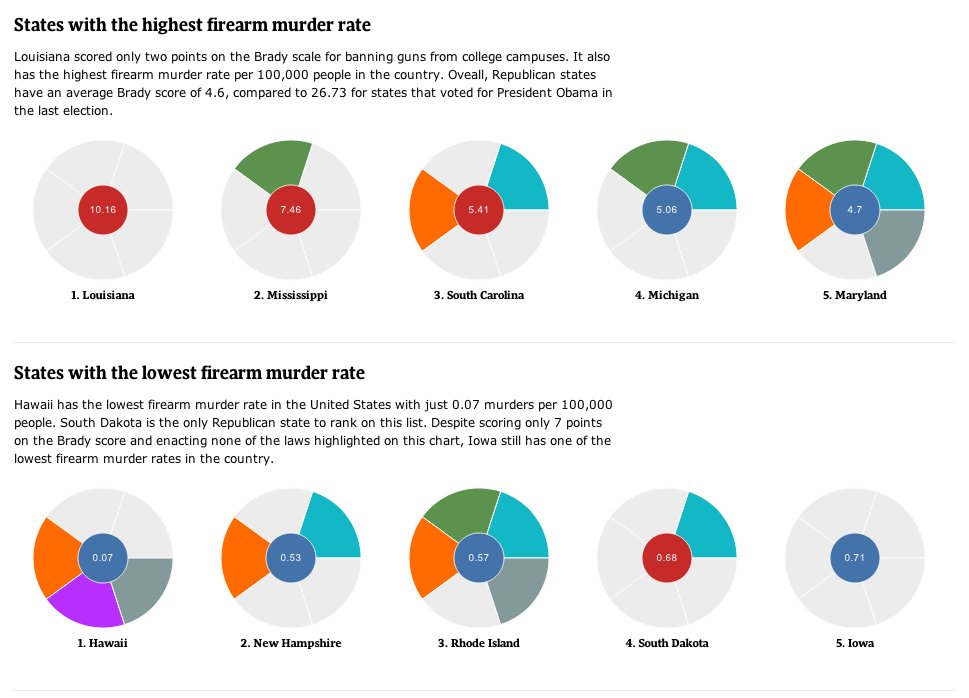 States with the highest firearm murder rate
Louisiana scored only two points on the Brady scale for banning guns from college campuses. It also
has the highest firearm murder rate per 100,000 people in the country. Oveall, Republican states
have an average Brady score of 4.6, compared to 26.73 for states that voted for President Obama in
the last election.
10.16
7.46
5.41
5.06
4.7
1. Louisiana
2. Mississippi
3. South Carolina
4. Michigan
5. Maryland
States with the lowest firearm murder rate
Hawaii has the lowest firearm murder rate in the United States with just 0.07 murders per 100,000
people. South Dakota is the only Republican state to rank on this list. Despite scoring only 7 points
on the Brady score and enacting none of the laws highlighted on this chart, Iowa still has one of the
lowest firearm murder rates in the country.
0.07
0.53
0.57
0.68
0.71
1. Hawaii
2. New Hampshire
3. Rhode Island
4. South Dakota
5. Iowa